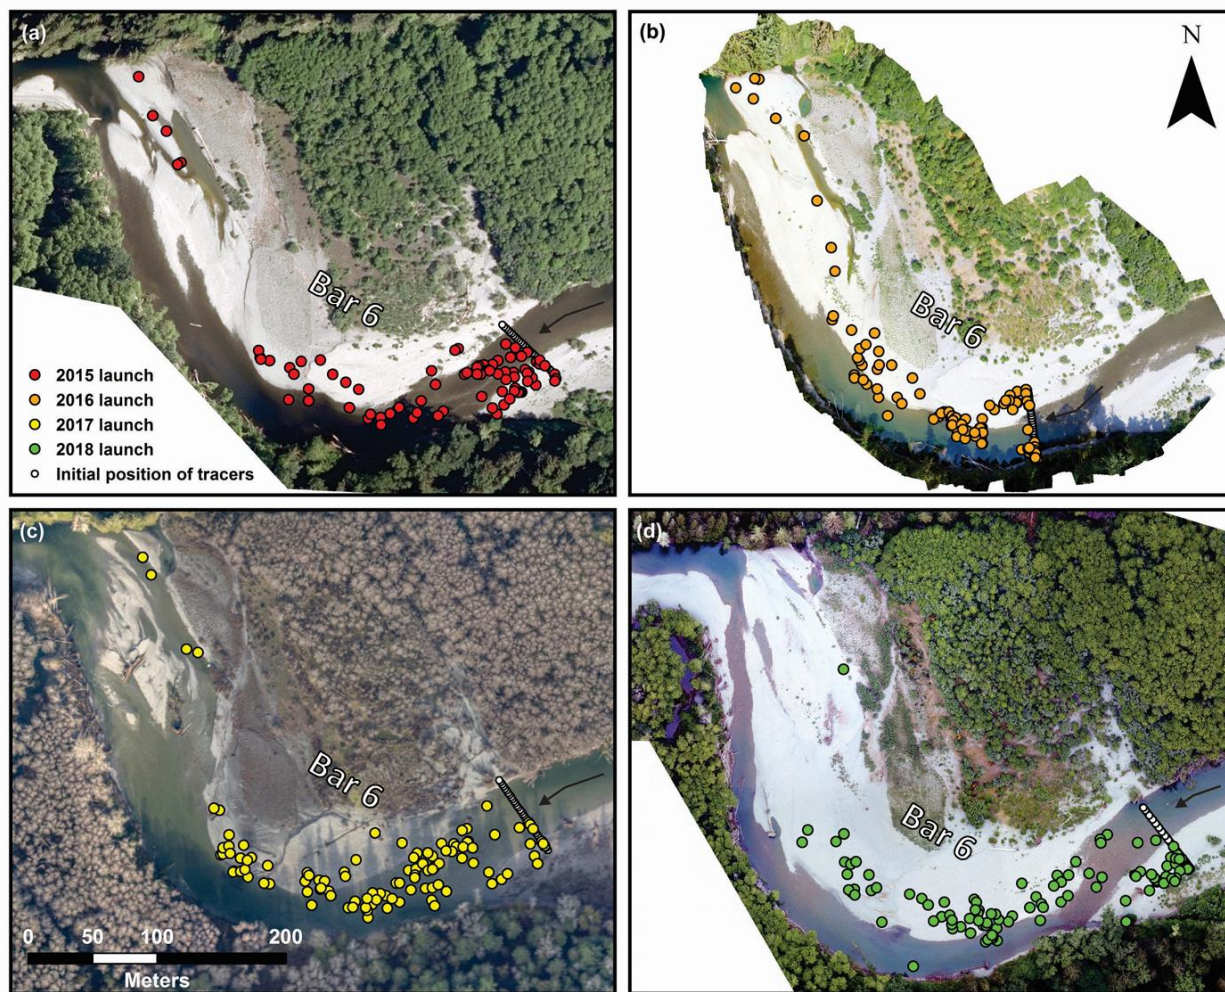 (a)
Bar 6
2015 launch
2016 launch
2017 launch
2018 launch
Initial position of tracers
(b)
N
Bar 6
(c)
Bar 6
0 50 100 200
Meters
(d)
Bar 6